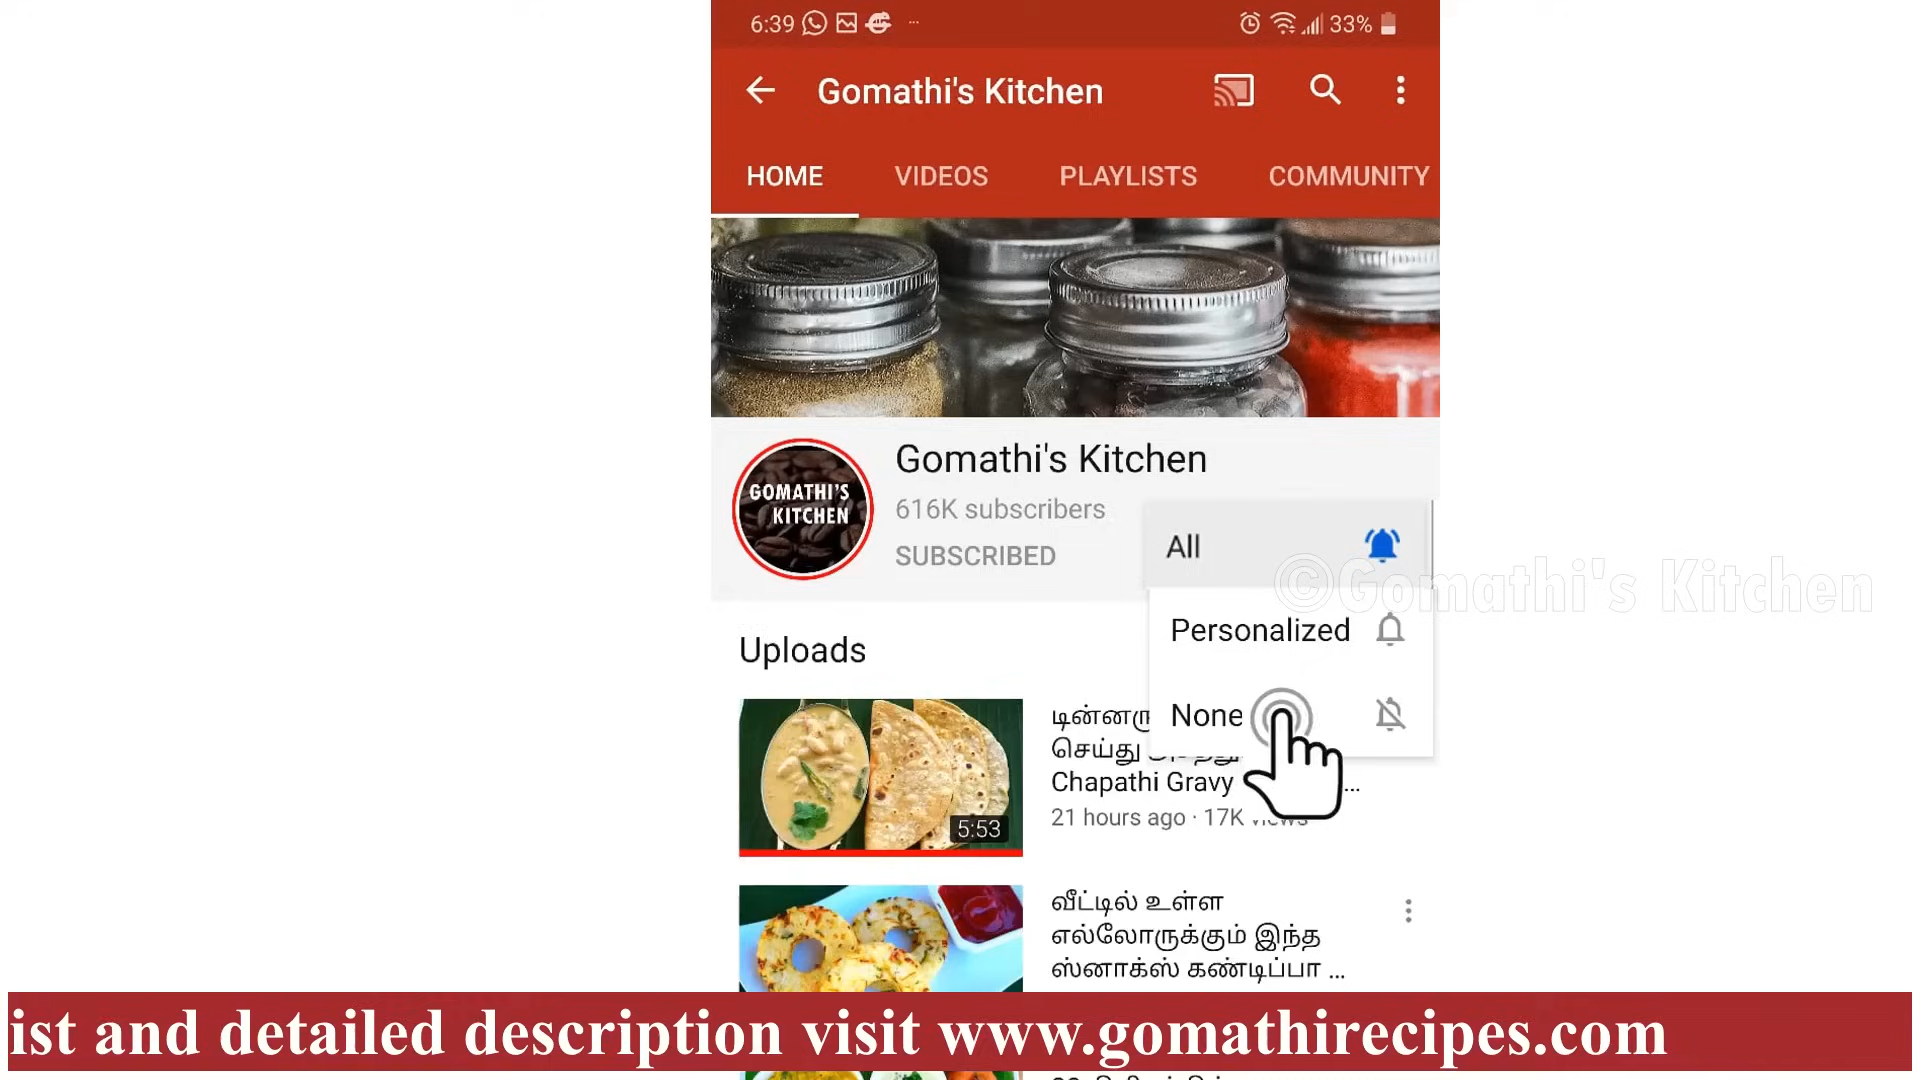 6:39
33%
Gomathi's Kitchen
HOME VIDEOS PLAYLISTS COMMUNITY
GOMATHI'S
KITCHEN
Gomathi's Kitchen
616K subscribers
SUBSCRIBED
All
©Gomathi's Kitchen
Personalized
None
Uploads
செய்து
Chapathi Gravy ...
21 hours ago · 17K views
5:53
வீட்டில் உள்ள
எல்லோருக்கும் இந்த
ஸ்னாக்ஸ் கண்டிப்பா ...
ist and detailed description visit www.gomathirecipes.com